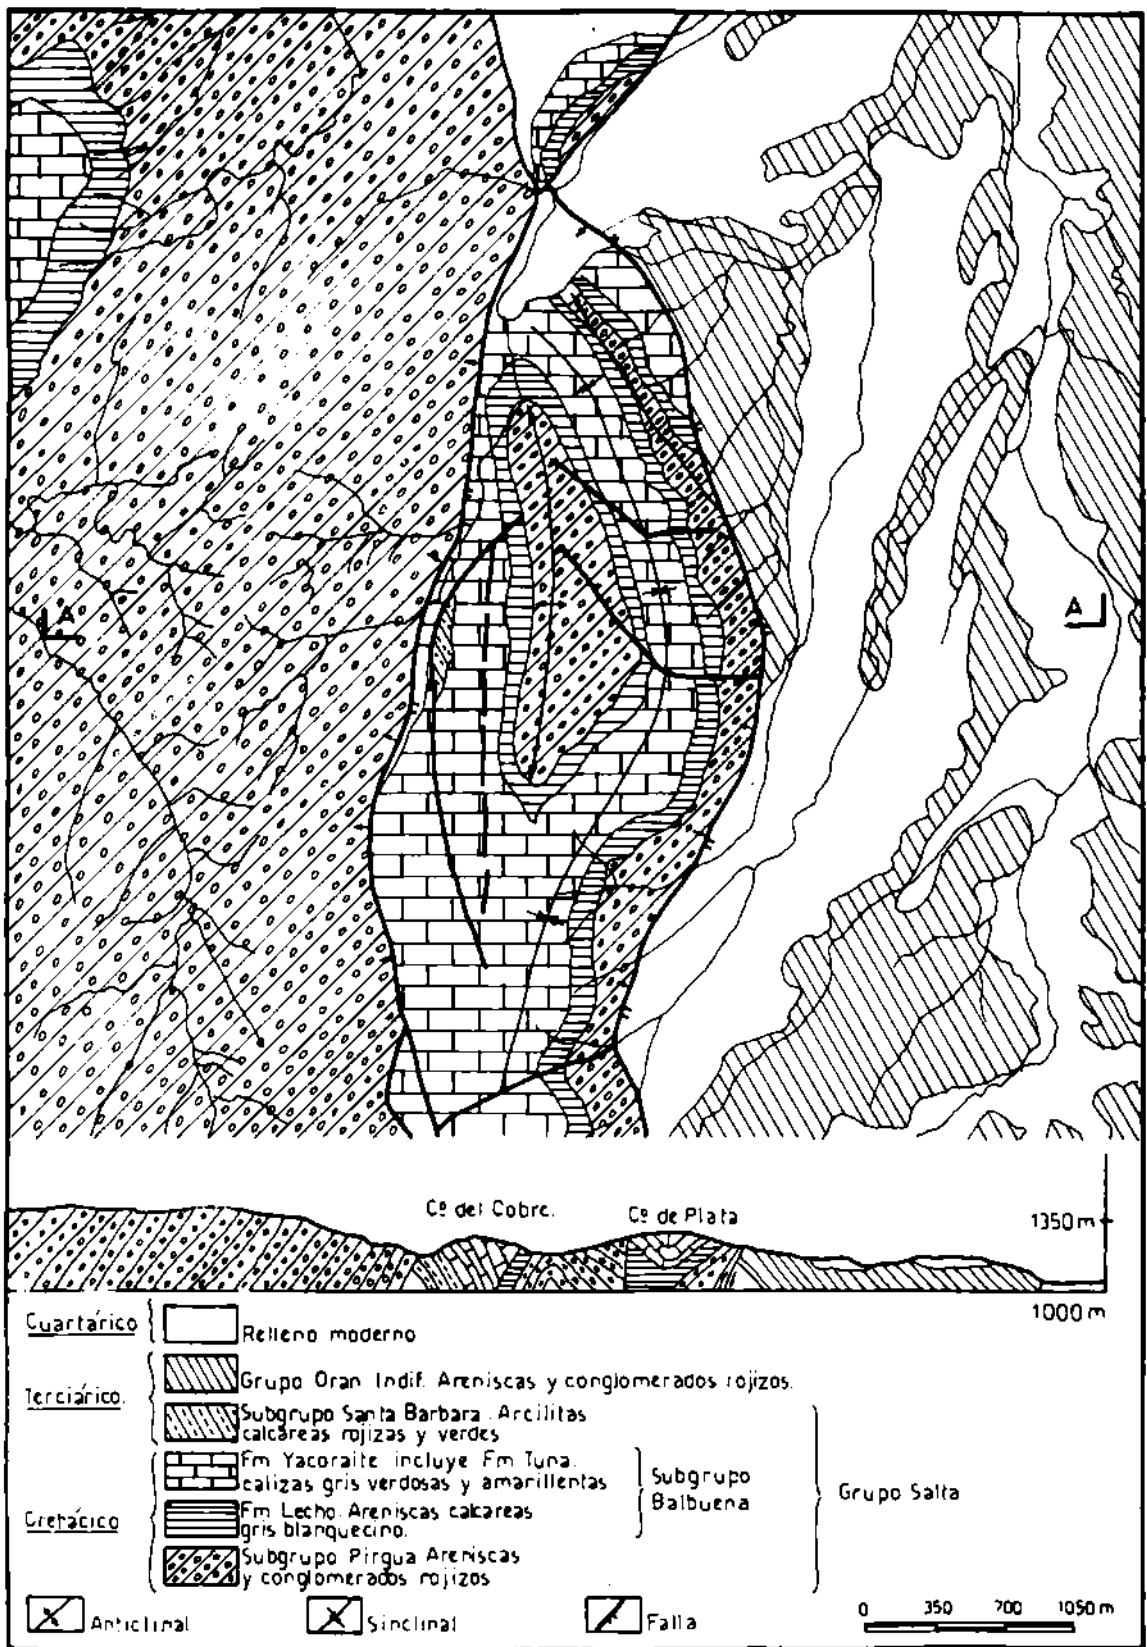 A
A
Cº del Cobre.
Cº de Plata
1350 m
1000 m
Cuartárico
Relleno moderno
Terciárico.
Grupo Oran Indif. Areniscas y conglomerados rojizos.
Subgrupo Santa Barbara. Arcilitas
calcáreas rojizas y verdes
Cretácico
Fm Yacoraite incluye Fm Tuna.
calizas gris verdosas y amarillentas
Fm Lecho. Areniscas calcareas
gris blanquecino.
Subgrupo Pirgua Areniscas
y conglomerados rojizos
Subgrupo
Balbuena
Grupo Salta
Anticlinal
Sinclinal
Falla
0 350 700 1050 m